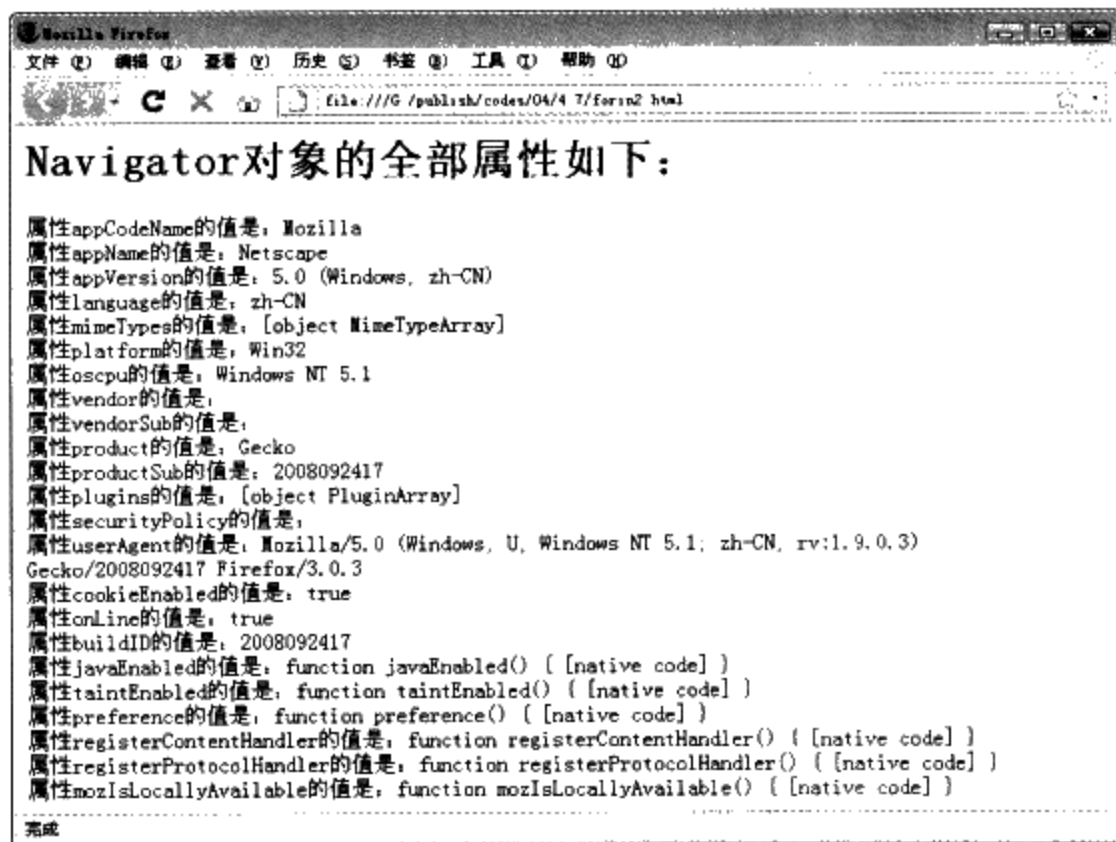 Mozilla Firefox
文件 (F) 编辑 (E) 查看 (V) 历史 (S) 书签 (B) 工具 (T) 帮助 (H)
file:///G /publish/codes/04/4 7/forin2 html
Navigator对象的全部属性如下：
属性appCodeName的值是：Mozilla
属性appName的值是：Netscape
属性appVersion的值是：5.0 (Windows, zh-CN)
属性language的值是：zh-CN
属性mimeTypes的值是：[object MimeTypeArray]
属性platform的值是：Win32
属性oscpu的值是：Windows NT 5.1
属性vendor的值是：
属性vendorSub的值是：
属性product的值是：Gecko
属性productSub的值是：2008092417
属性plugins的值是：[object PluginArray]
属性securityPolicy的值是：
属性userAgent的值是：Mozilla/5.0 (Windows, U, Windows NT 5.1; zh-CN, rv:1.9.0.3)
Gecko/2008092417 Firefox/3.0.3
属性cookieEnabled的值是：true
属性onLine的值是：true
属性buildID的值是：2008092417
属性javaEnabled的值是：function javaEnabled() { [native code] }
属性taintEnabled的值是：function taintEnabled() { [native code] }
属性preference的值是：function preference() { [native code] }
属性registerContentHandler的值是：function registerContentHandler() { [native code] }
属性registerProtocolHandler的值是：function registerProtocolHandler() { [native code] }
属性mozIsLocallyAvailable的值是：function mozIsLocallyAvailable() { [native code] }
完成